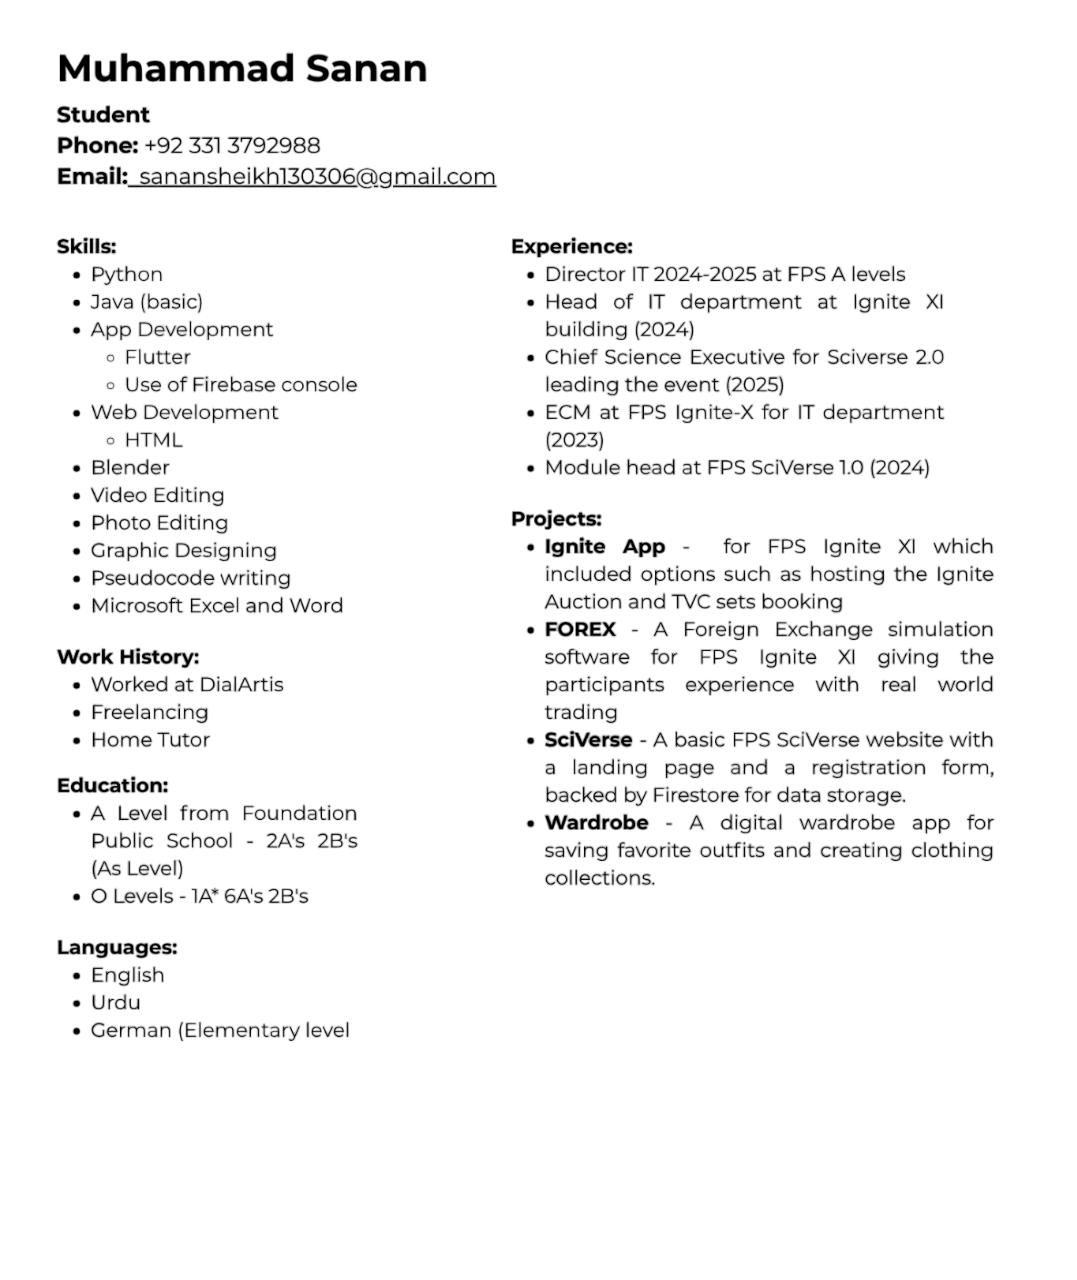 Muhammad Sanan
Student
Phone: +92 331 3792988
Email: sanansheikh130306@gmail.com
Skills:
• Python
• Java (basic)
• App Development
◦ Flutter
◦ Use of Firebase console
• Web Development
◦ HTML
• Blender
• Video Editing
• Photo Editing
• Graphic Designing
• Pseudocode writing
• Microsoft Excel and Word
Work History:
• Worked at DialArtis
• Freelancing
• Home Tutor
Education:
• A Level from Foundation
Public School - 2A's 2B's
(As Level)
• O Levels - 1A* 6A's 2B's
Languages:
• English
• Urdu
• German (Elementary level
Experience:
• Director IT 2024-2025 at FPS A levels
• Head of IT department at Ignite XI
building (2024)
• Chief Science Executive for Sciverse 2.0
leading the event (2025)
• ECM at FPS Ignite-X for IT department
(2023)
• Module head at FPS SciVerse 1.0 (2024)
Projects:
• Ignite App - for FPS Ignite XI which
included options such as hosting the Ignite
Auction and TVC sets booking
• FOREX - A Foreign Exchange simulation
software for FPS Ignite XI giving the
participants experience with real world
trading
• SciVerse - A basic FPS SciVerse website with
a landing page and a registration form,
backed by Firestore for data storage.
• Wardrobe - A digital wardrobe app for
saving favorite outfits and creating clothing
collections.